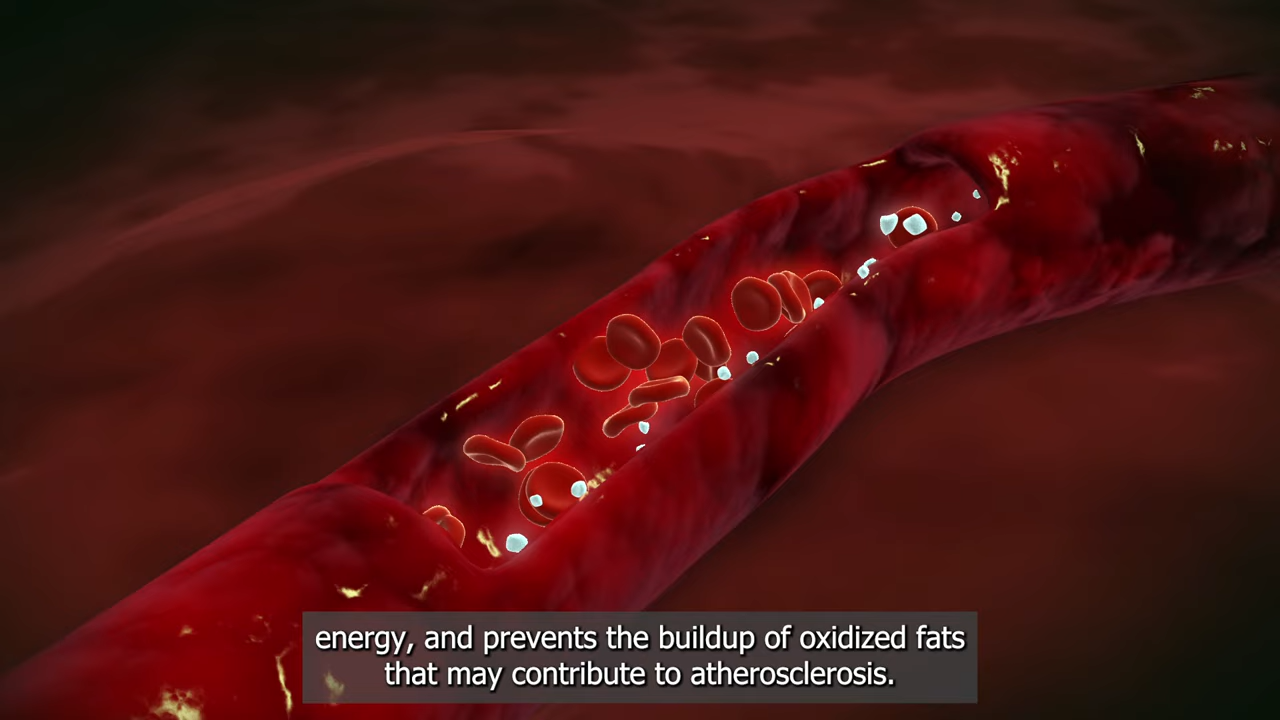 energy, and prevents the buildup of oxidized fats
that may contribute to atherosclerosis.